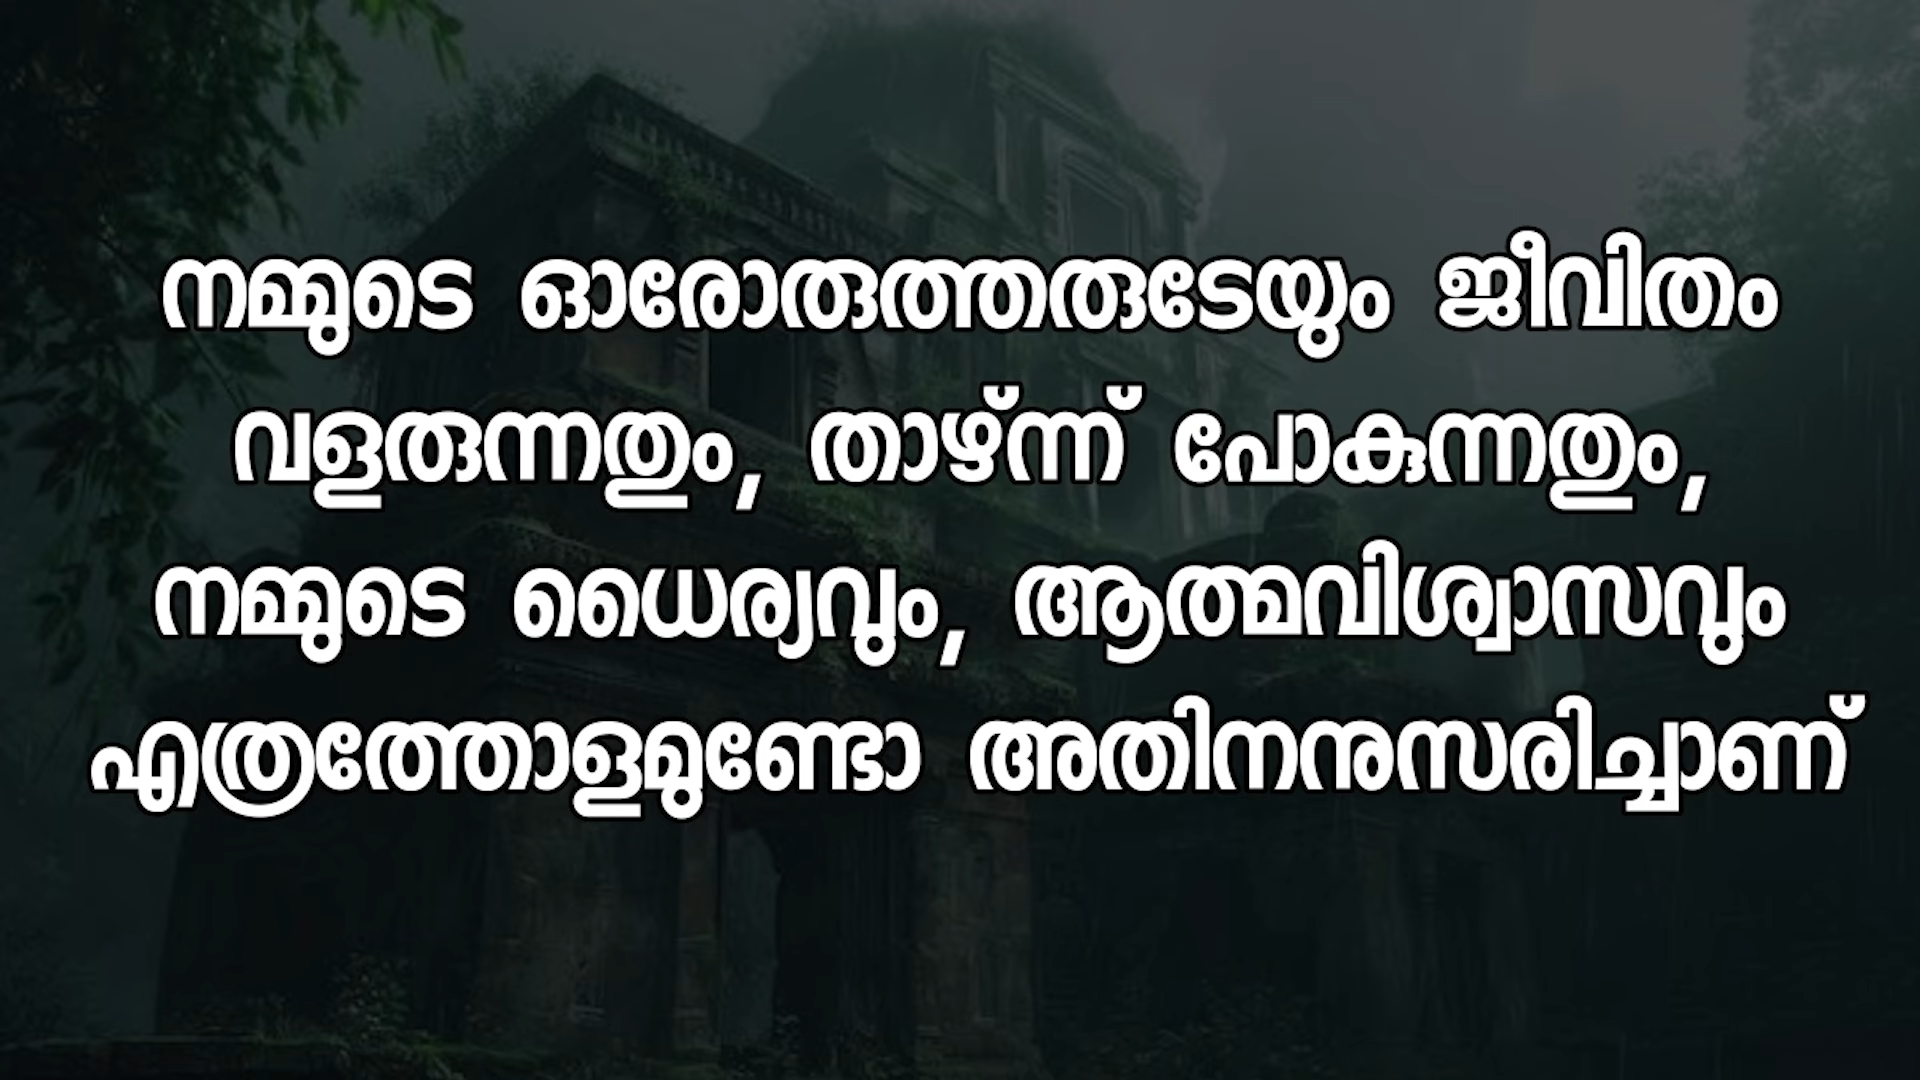 നമ്മുടെ ഓരോരുത്തരുടേയും ജീവിതം
വളരുന്നതും, താഴ്ന്ന് പോകുന്നതും,
നമ്മുടെ ധൈര്യവും, ആത്മവിശ്വാസവും
എത്രത്തോളമുണ്ടോ അതിനനുസരിച്ചാണ്